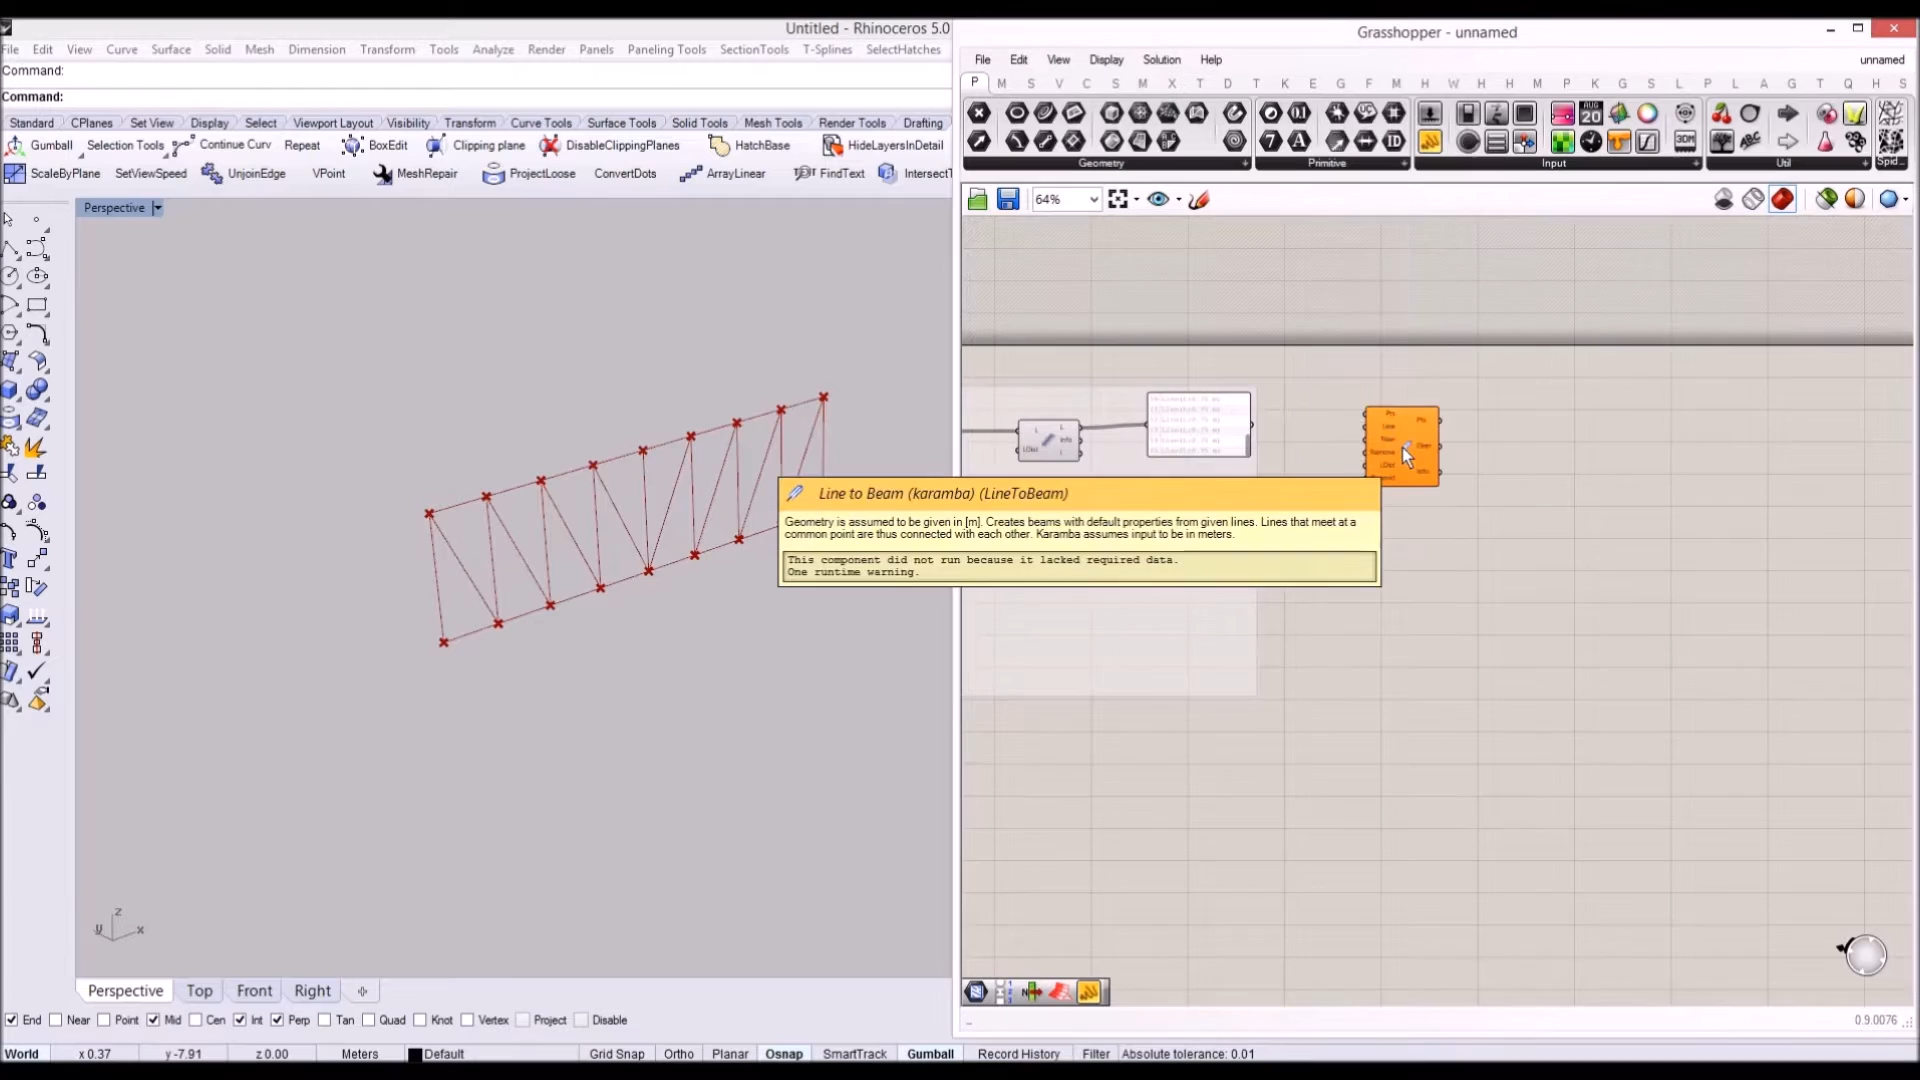 Untitled - Rhinoceros 5.0
File Edit View Curve Surface Solid Mesh Dimension Transform Tools Analyze Render Panels Paneling Tools SectionTools T-Splines SelectHatches
Command:
Command:
Standard CPlanes Set View Display Select Viewport Layout Visibility Transform Curve Tools Surface Tools Solid Tools Mesh Tools Render Tools Drafting
Gumball Selection Tools Continue Curv Repeat BoxEdit Clipping plane DisableClippingPlanes HatchBase HideLayersInDetail
ScaleByPlane SetViewSpeed UnjoinEdge VPoint MeshRepair ProjectLoose ConvertDots ArrayLinear FindText IntersectT
Perspective
z
y x
Perspective Top Front Right
End Near Point Mid Cen Int Perp Tan Quad Knot Vertex Project Disable
World x 0.37 y -7.91 z 0.00 Meters Default Grid Snap Ortho Planar Osnap SmartTrack Gumball Record History Filter Absolute tolerance: 0.01
Grasshopper - unnamed
File Edit View Display Solution Help unnamed
P M S V C S M X T D T K E G F M H W H H M P K G S L P L A G T Q H S
Geometry Primitive Input Util Spid...
64%
L L
Info
LDist I
Line to Beam (karamba) (LineToBeam)
Geometry is assumed to be given in [m]. Creates beams with default properties from given lines. Lines that meet at a
common point are thus connected with each other. Karamba assumes input to be in meters.
This component did not run because it lacked required data.
One runtime warning.
0.9.0076